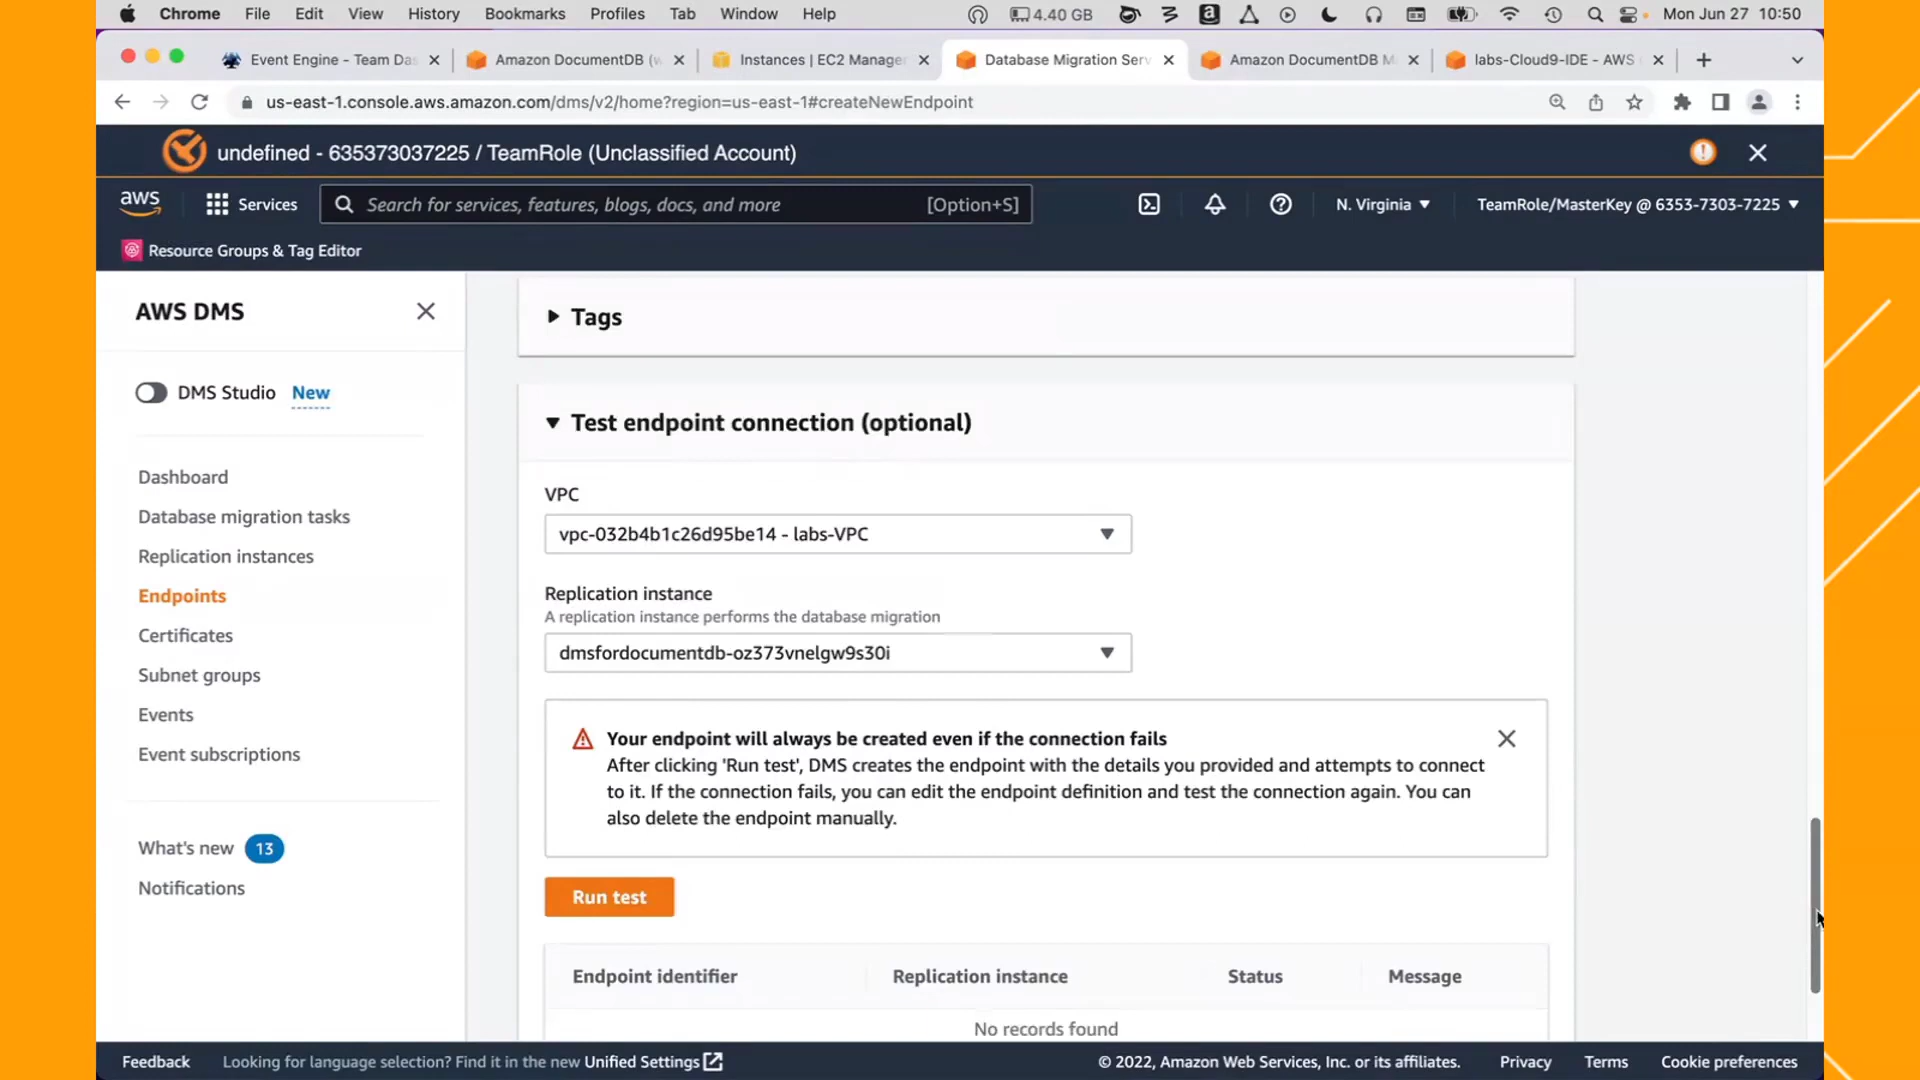 Chrome File Edit View History Bookmarks Profiles Tab Window Help 4.40 GB Mon Jun 27 10:50
Event Engine - Team Das
Amazon DocumentDB (w
Instances | EC2 Manager
Database Migration Serv
Amazon DocumentDB M
labs-Cloud9-IDE - AWS
us-east-1.console.aws.amazon.com/dms/v2/home?region=us-east-1#createNewEndpoint
undefined - 635373037225 / TeamRole (Unclassified Account)
aws Services Search for services, features, blogs, docs, and more [Option+S] N. Virginia TeamRole/MasterKey @ 6353-7303-7225
Resource Groups & Tag Editor
AWS DMS
DMS Studio New
Dashboard
Database migration tasks
Replication instances
Endpoints
Certificates
Subnet groups
Events
Event subscriptions
What's new 13
Notifications
Tags
Test endpoint connection (optional)
VPC
vpc-032b4b1c26d95be14 - labs-VPC
Replication instance
A replication instance performs the database migration
dmsfordocumentdb-oz373vnelgw9s30i
Your endpoint will always be created even if the connection fails
After clicking 'Run test', DMS creates the endpoint with the details you provided and attempts to connect
to it. If the connection fails, you can edit the endpoint definition and test the connection again. You can
also delete the endpoint manually.
Run test
Endpoint identifier Replication instance Status Message
No records found
Feedback Looking for language selection? Find it in the new Unified Settings © 2022, Amazon Web Services, Inc. or its affiliates. Privacy Terms Cookie preferences